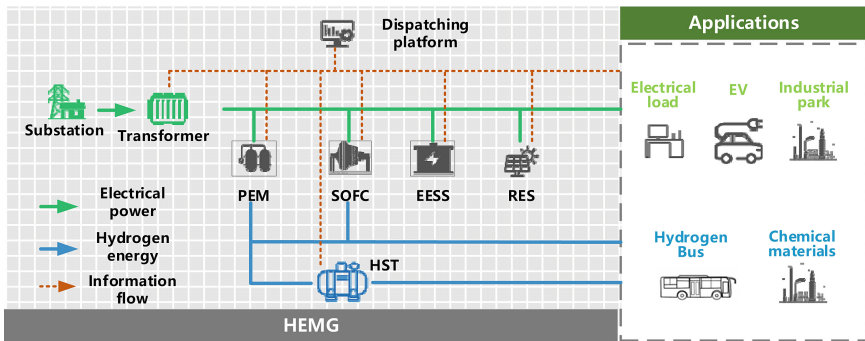 Dispatching
platform
Applications
Substation
Transformer
Electrical
load
EV
Industrial
park
PEM
SOFC
EESS
RES
Electrical
power
Hydrogen
energy
Information
flow
HST
Hydrogen
Bus
Chemical
materials
HEMG